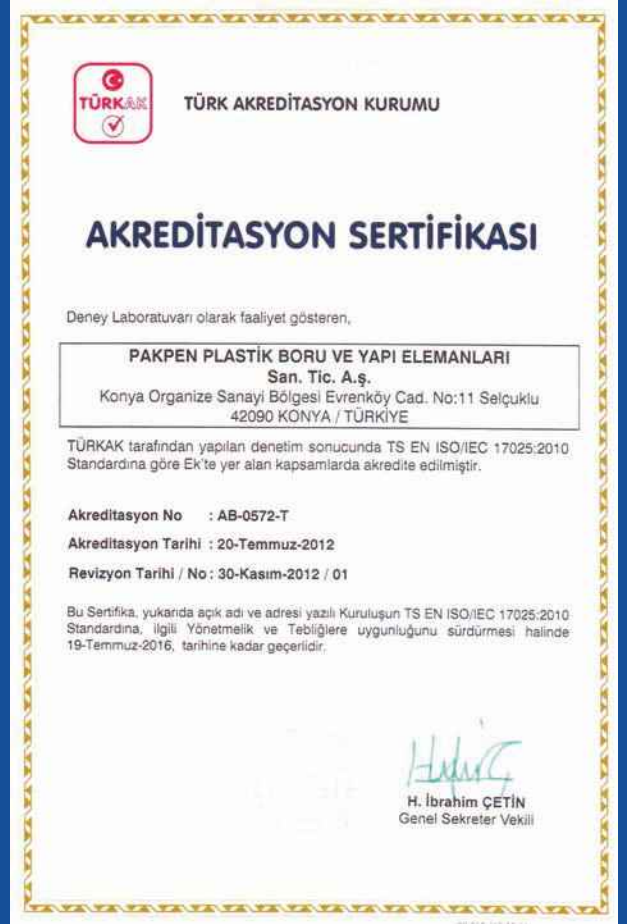 TÜRKAK
TÜRK AKREDİTASYON KURUMU
AKREDİTASYON SERTİFİKASI
Deney Laboratuvarı olarak faaliyet gösteren,
PAKPEN PLASTİK BORU VE YAPI ELEMANLARI
San. Tic. A.ş.
Konya Organize Sanayi Bölgesi Evrenköy Cad. No:11 Selçuklu
42090 KONYA / TÜRKİYE
TÜRKAK tarafından yapılan denetim sonucunda TS EN ISO/IEC 17025:2010
Standardına göre Ek'te yer alan kapsamlarda akredite edilmiştir.
Akreditasyon No : AB-0572-T
Akreditasyon Tarihi : 20-Temmuz-2012
Revizyon Tarihi / No : 30-Kasım-2012 / 01
Bu Sertifika, yukarıda açık adı ve adresi yazılı Kuruluşun TS EN ISO/IEC 17025:2010
Standardına, ilgili Yönetmelik ve Tebliğlere uygunluğunu sürdürmesi halinde
19-Temmuz-2016, tarihine kadar geçerlidir.
H. İbrahim ÇETİN
Genel Sekreter Vekili